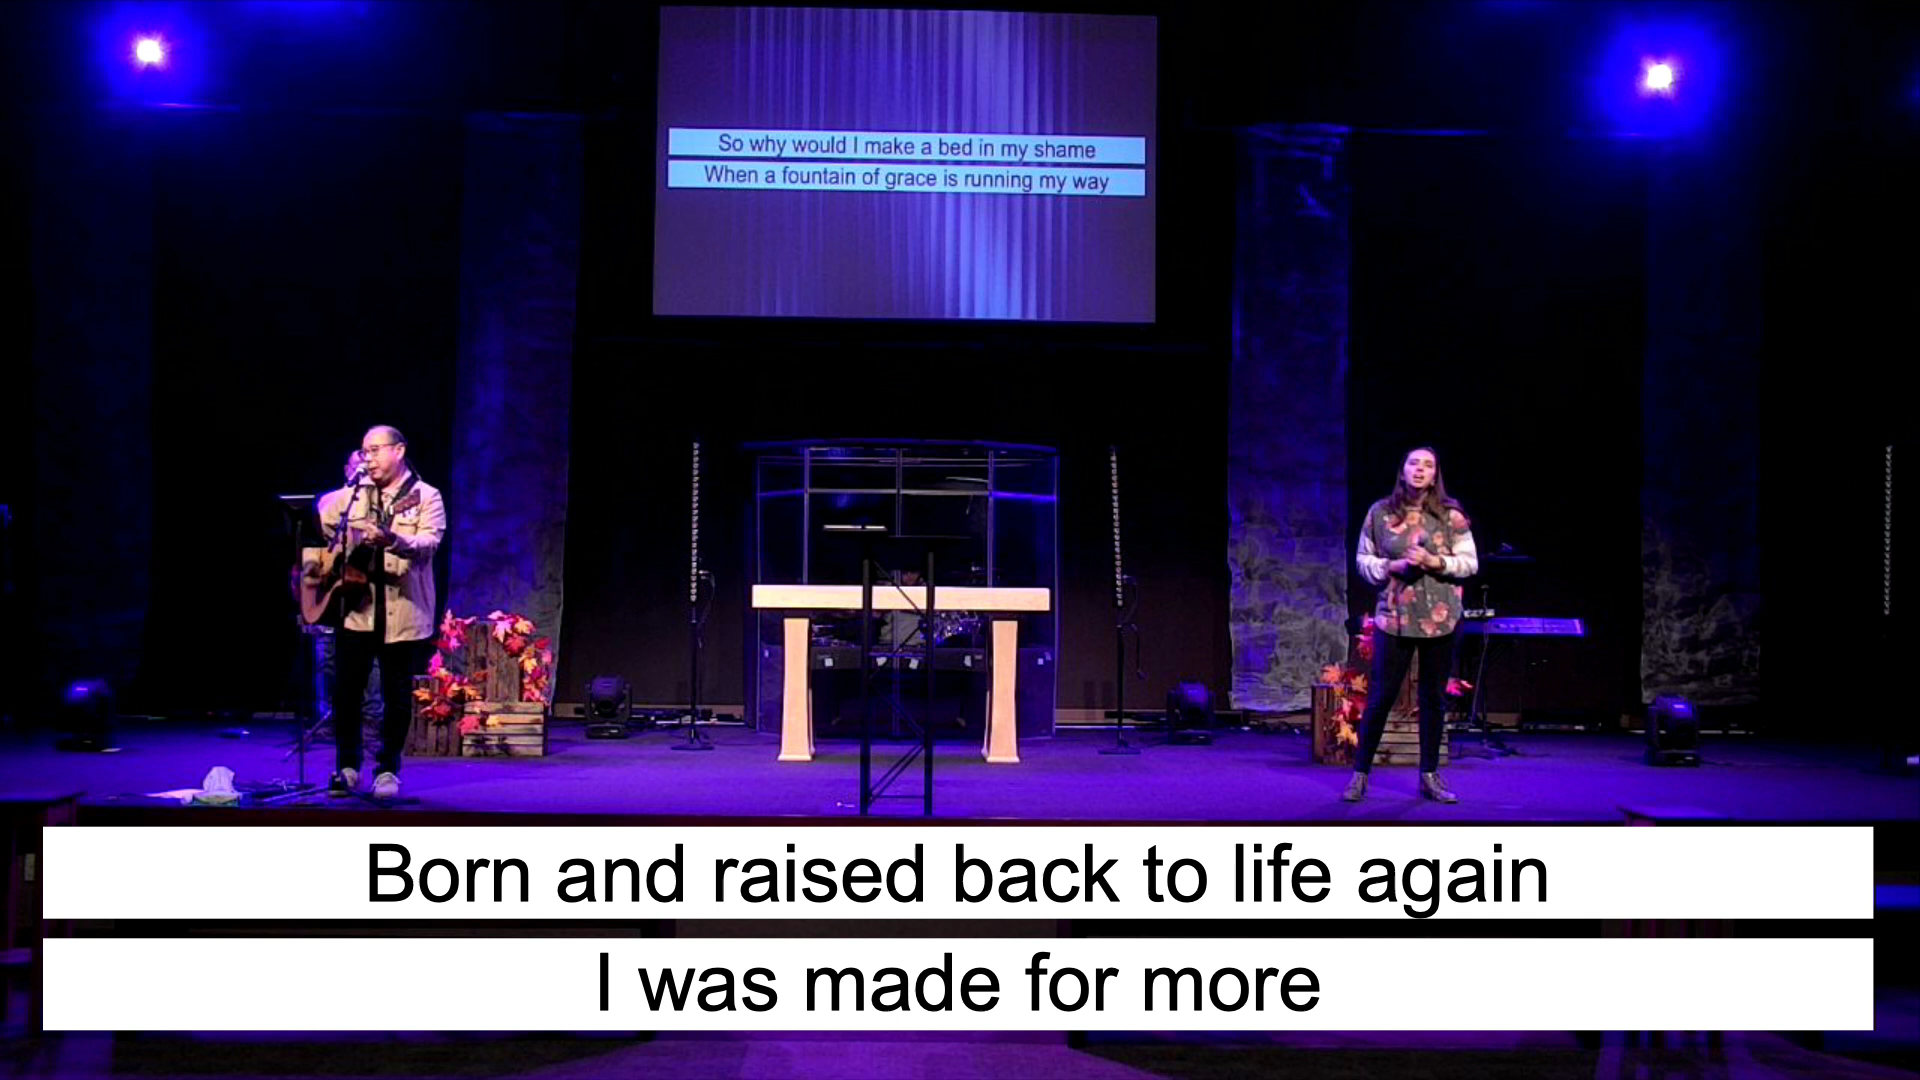 So why would I make a bed in my shame
When a fountain of grace is running my way
Born and raised back to life again
I was made for more